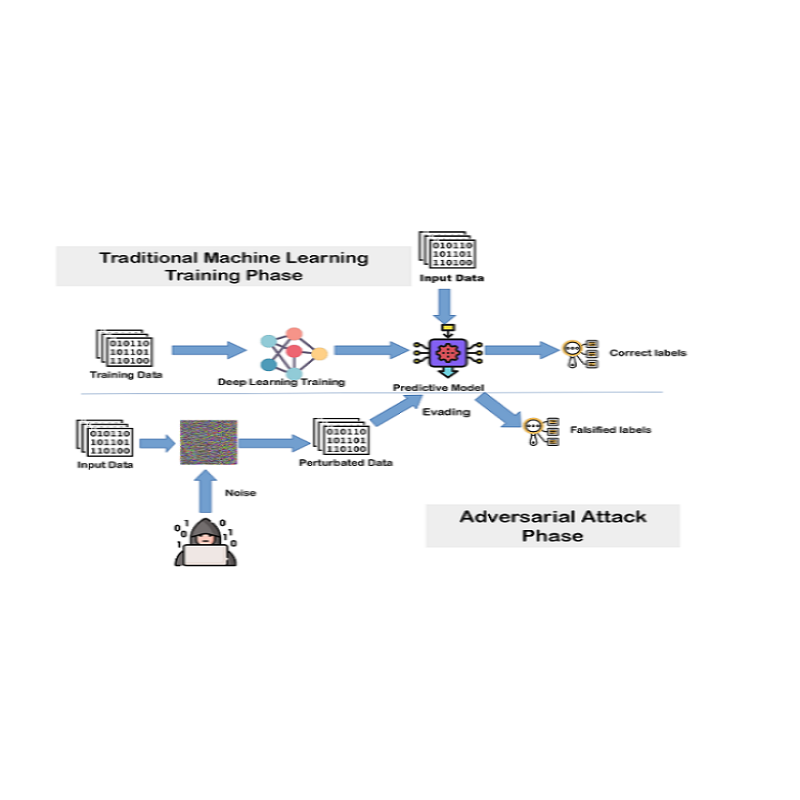 Traditional Machine Learning
Training Phase
010110
101101
110100
Input Data
010110
101101
110100
Training Data
Deep Learning Training
Predictive Model
Correct labels
Evading
Falsified labels
010110
101101
110100
Input Data
010110
101101
110100
Perturbated Data
Noise
0 1 0
0 1
1 0
Adversarial Attack
Phase